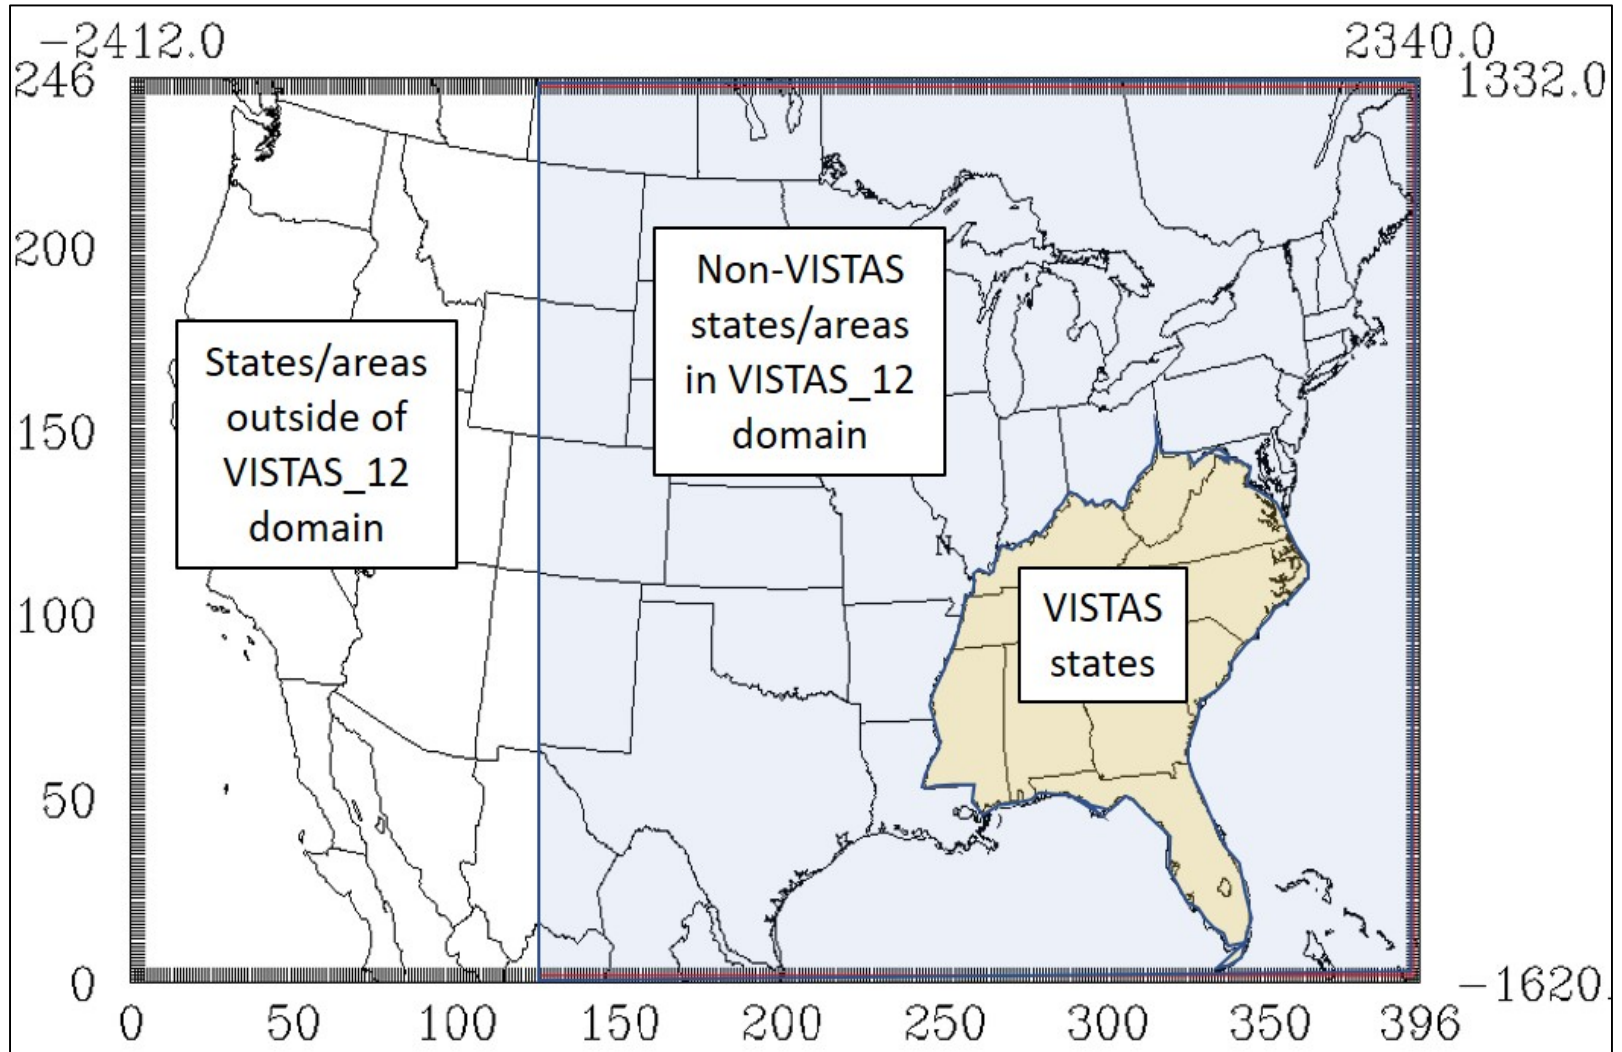 -2412.0
2340.0
246
1332.0
200
150
100
50
0
-1620.
0
50
100
150
200
250
300
350
396
States/areas
outside of
VISTAS_12
domain
Non-VISTAS
states/areas
in VISTAS_12
domain
N
VISTAS
states